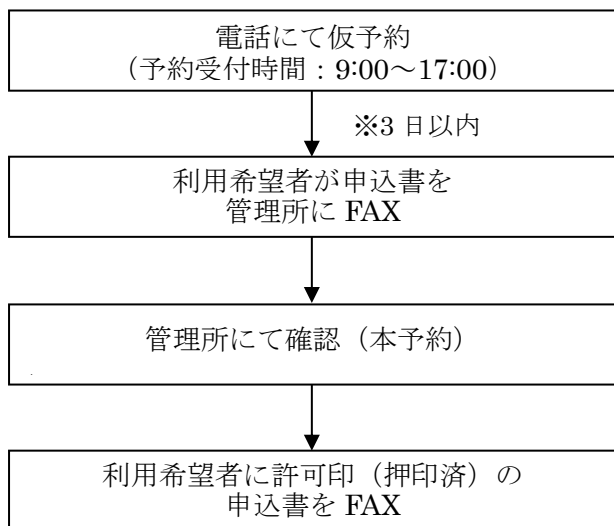 電話にて仮予約
（予約受付時間：9:00～17:00）
※3 日以内
利用希望者が申込書を
管理所に FAX
管理所にて確認（本予約）
利用希望者に許可印（押印済）の
申込書を FAX